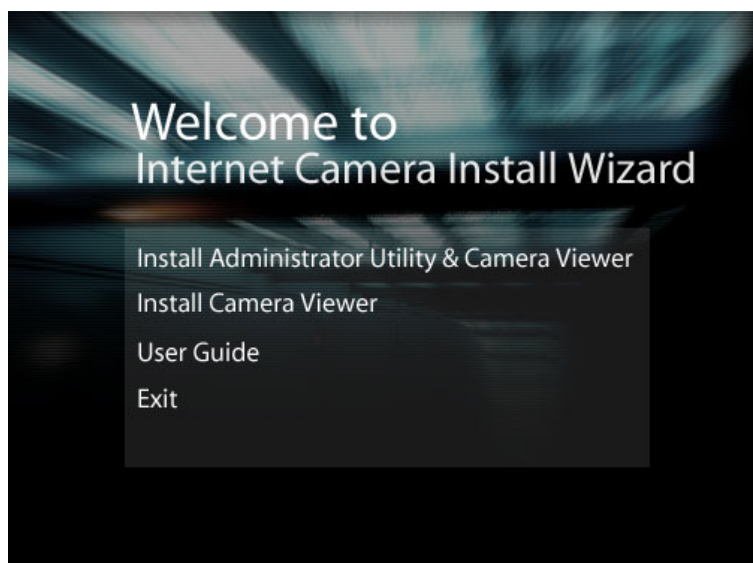 Welcome to
Internet Camera Install Wizard
Install Administrator Utility & Camera Viewer
Install Camera Viewer
User Guide
Exit